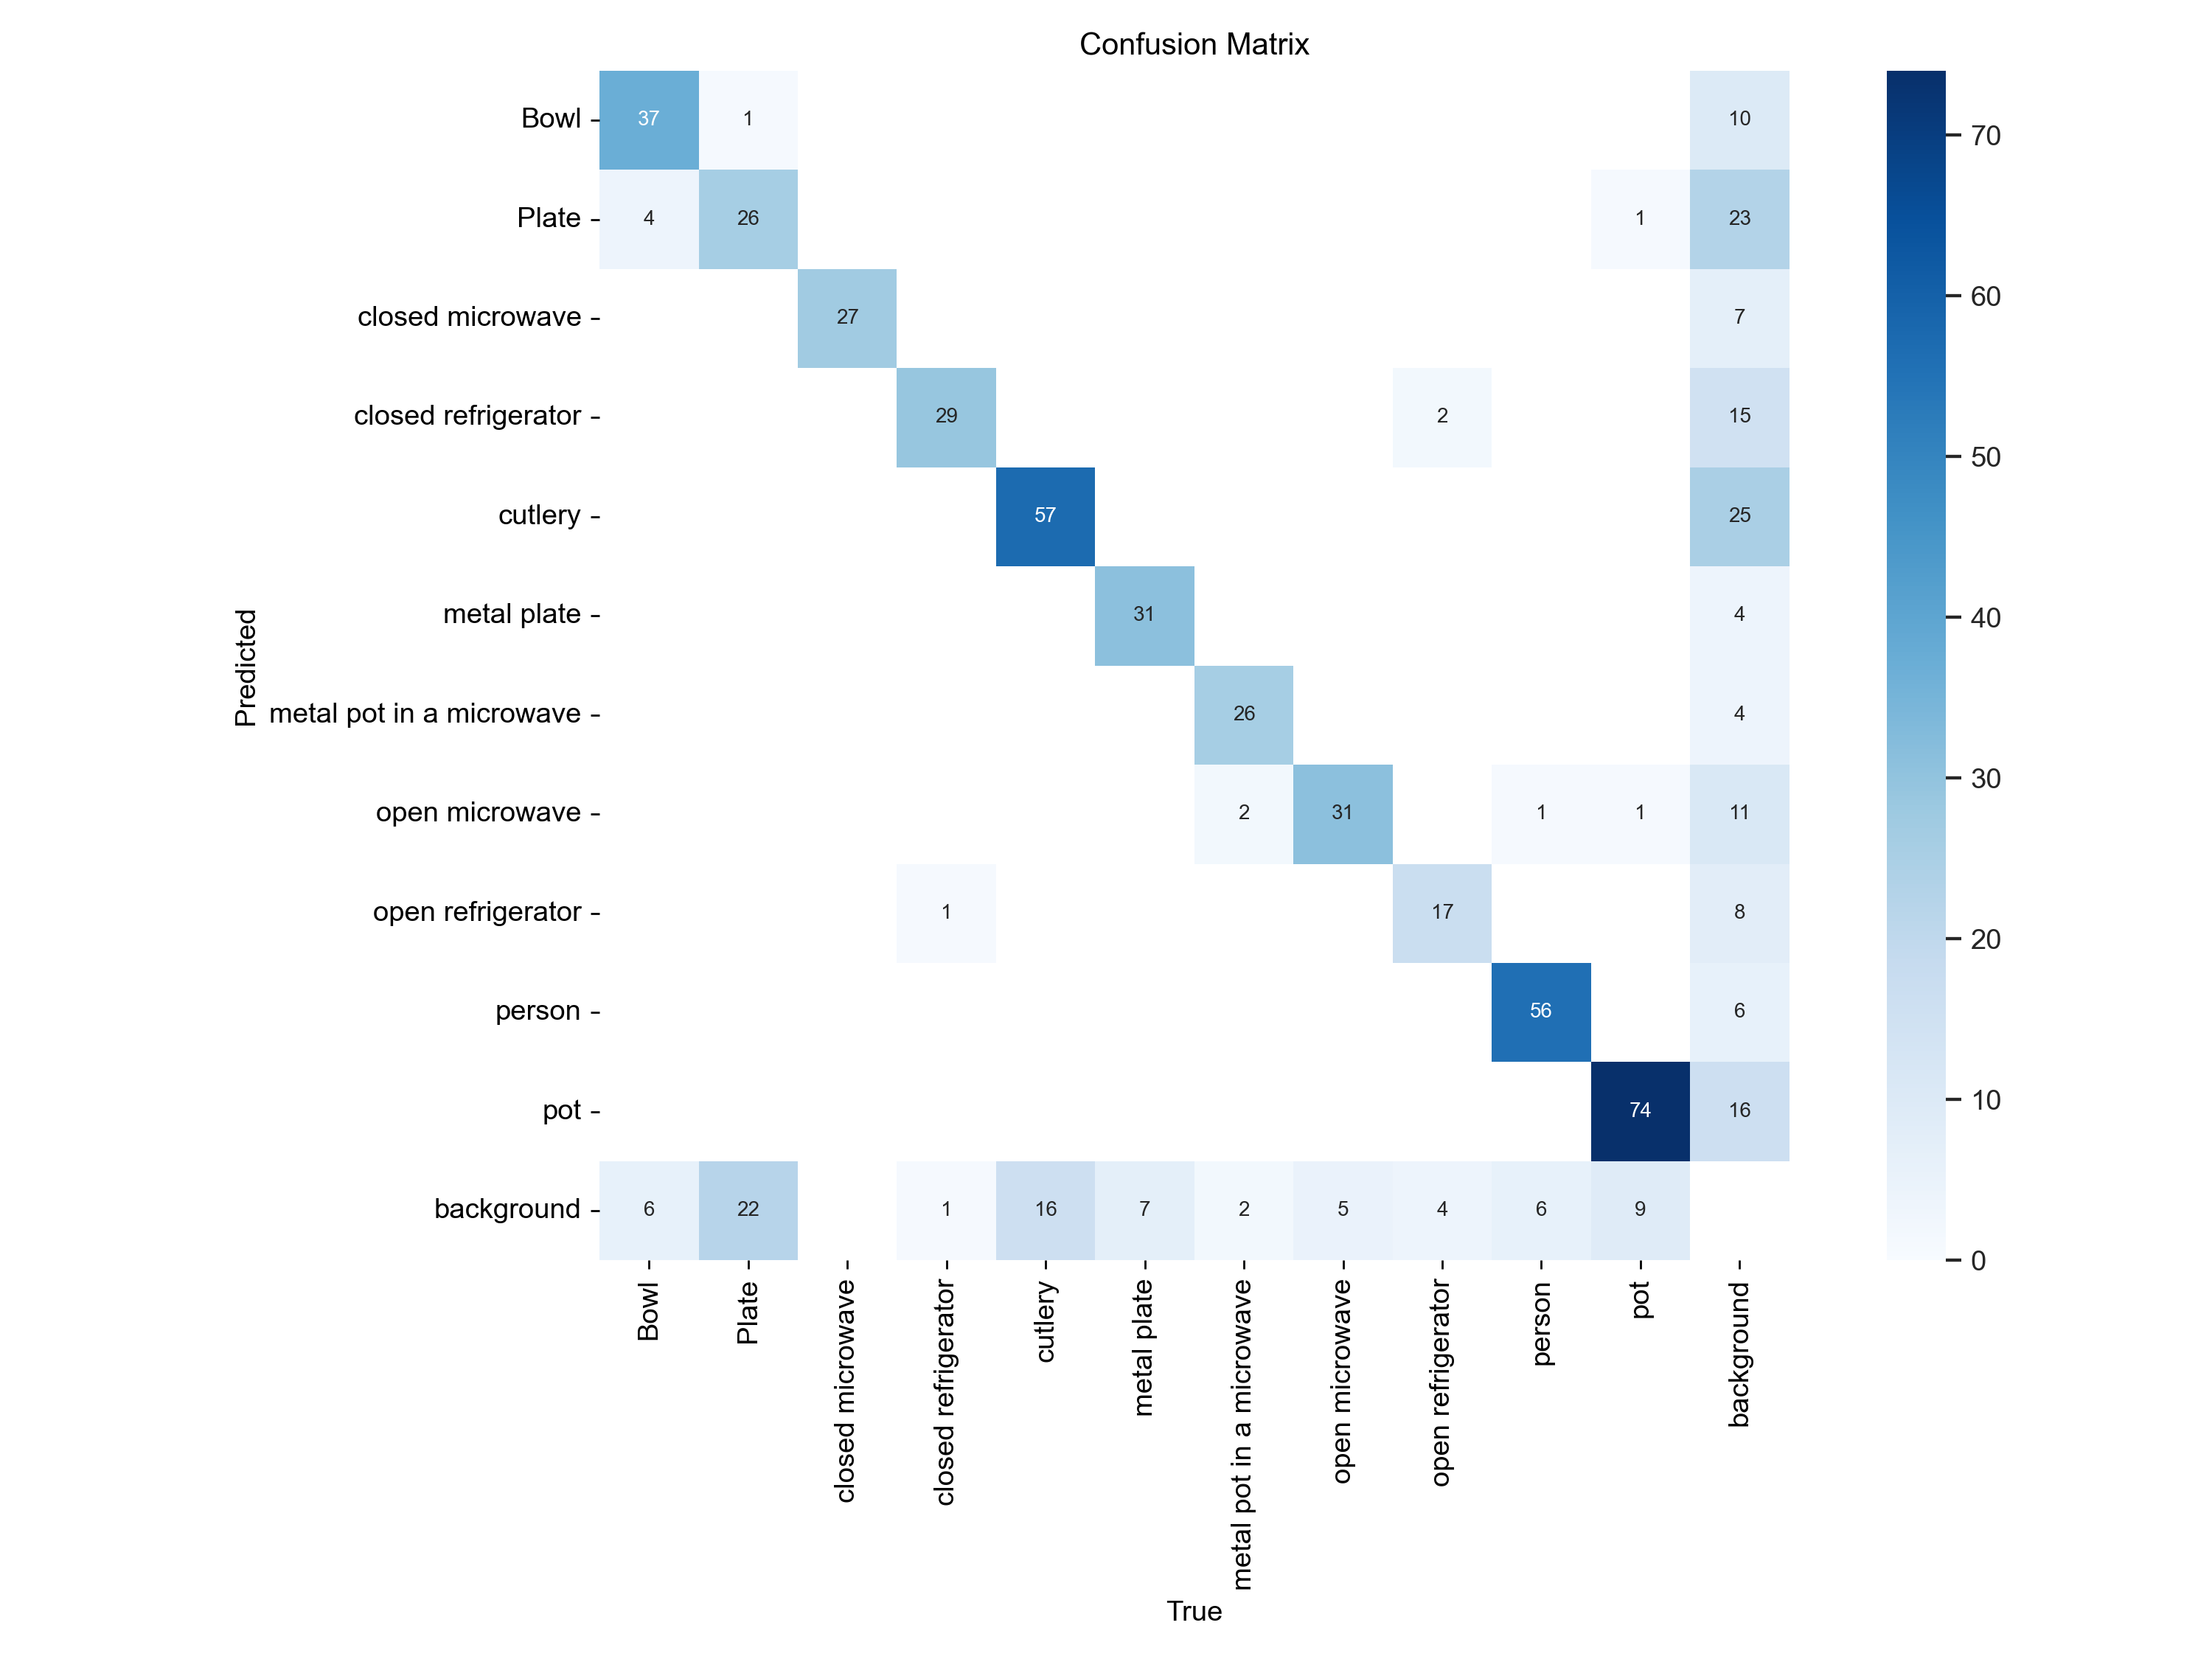 Confusion Matrix
Predicted
Bowl 37 1 10
Plate 4 26 1 23
closed microwave 27 7
closed refrigerator 29 2 15
cutlery 57 25
metal plate 31 4
metal pot in a microwave 26 4
open microwave 2 31 1 1 11
open refrigerator 1 17 8
person 56 6
pot 74 16
background 6 22 1 16 7 2 5 4 6 9
Bowl
Plate
closed microwave
closed refrigerator
cutlery
metal plate
metal pot in a microwave
open microwave
open refrigerator
person
pot
background
True
70
60
50
40
30
20
10
0